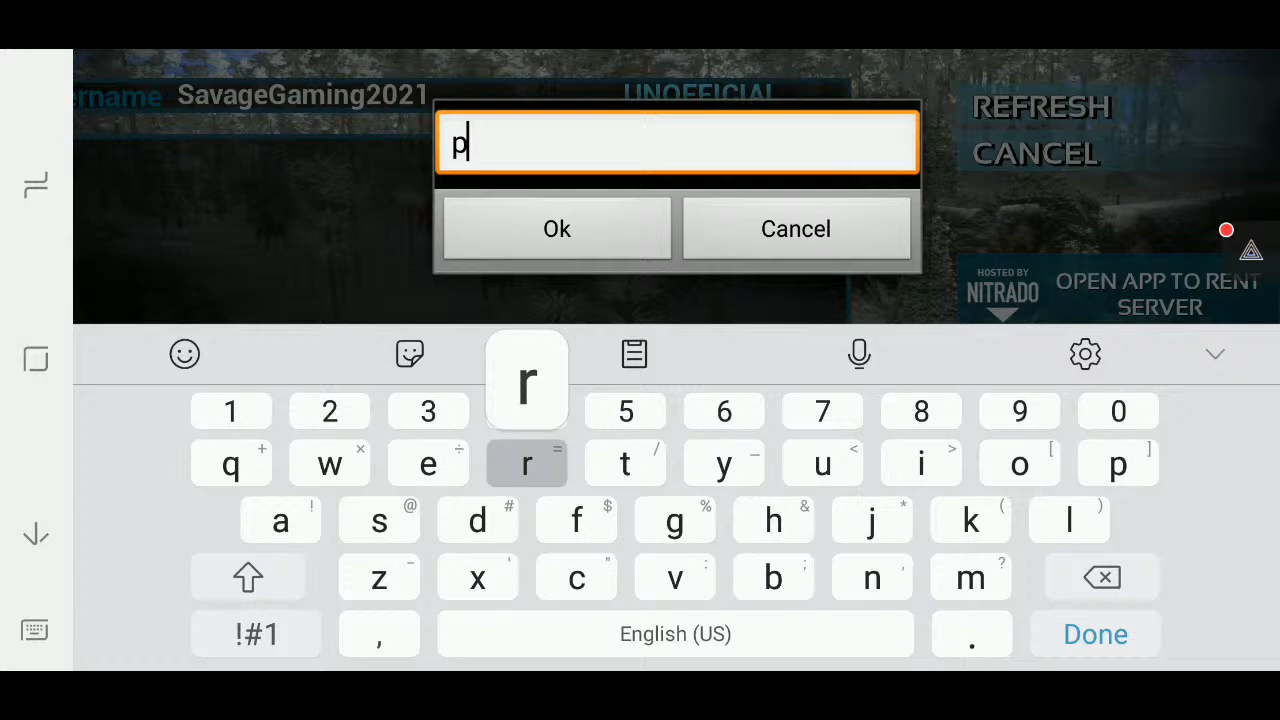 ername SavageGaming2021 UNOFFICIAL
REFRESH
CANCEL
p
Ok Cancel
HOSTED BY
NITRADO
OPEN APP TO RENT
SERVER
r
1 2 3 5 6 7 8 9 0
q + w × e ÷ r = t / y _ u < i > o [ p ]
a ! s @ d # f $ g % h & j * k ( l )
z - x ' c " v : b ; n , m ?
!#1 , English (US) . Done